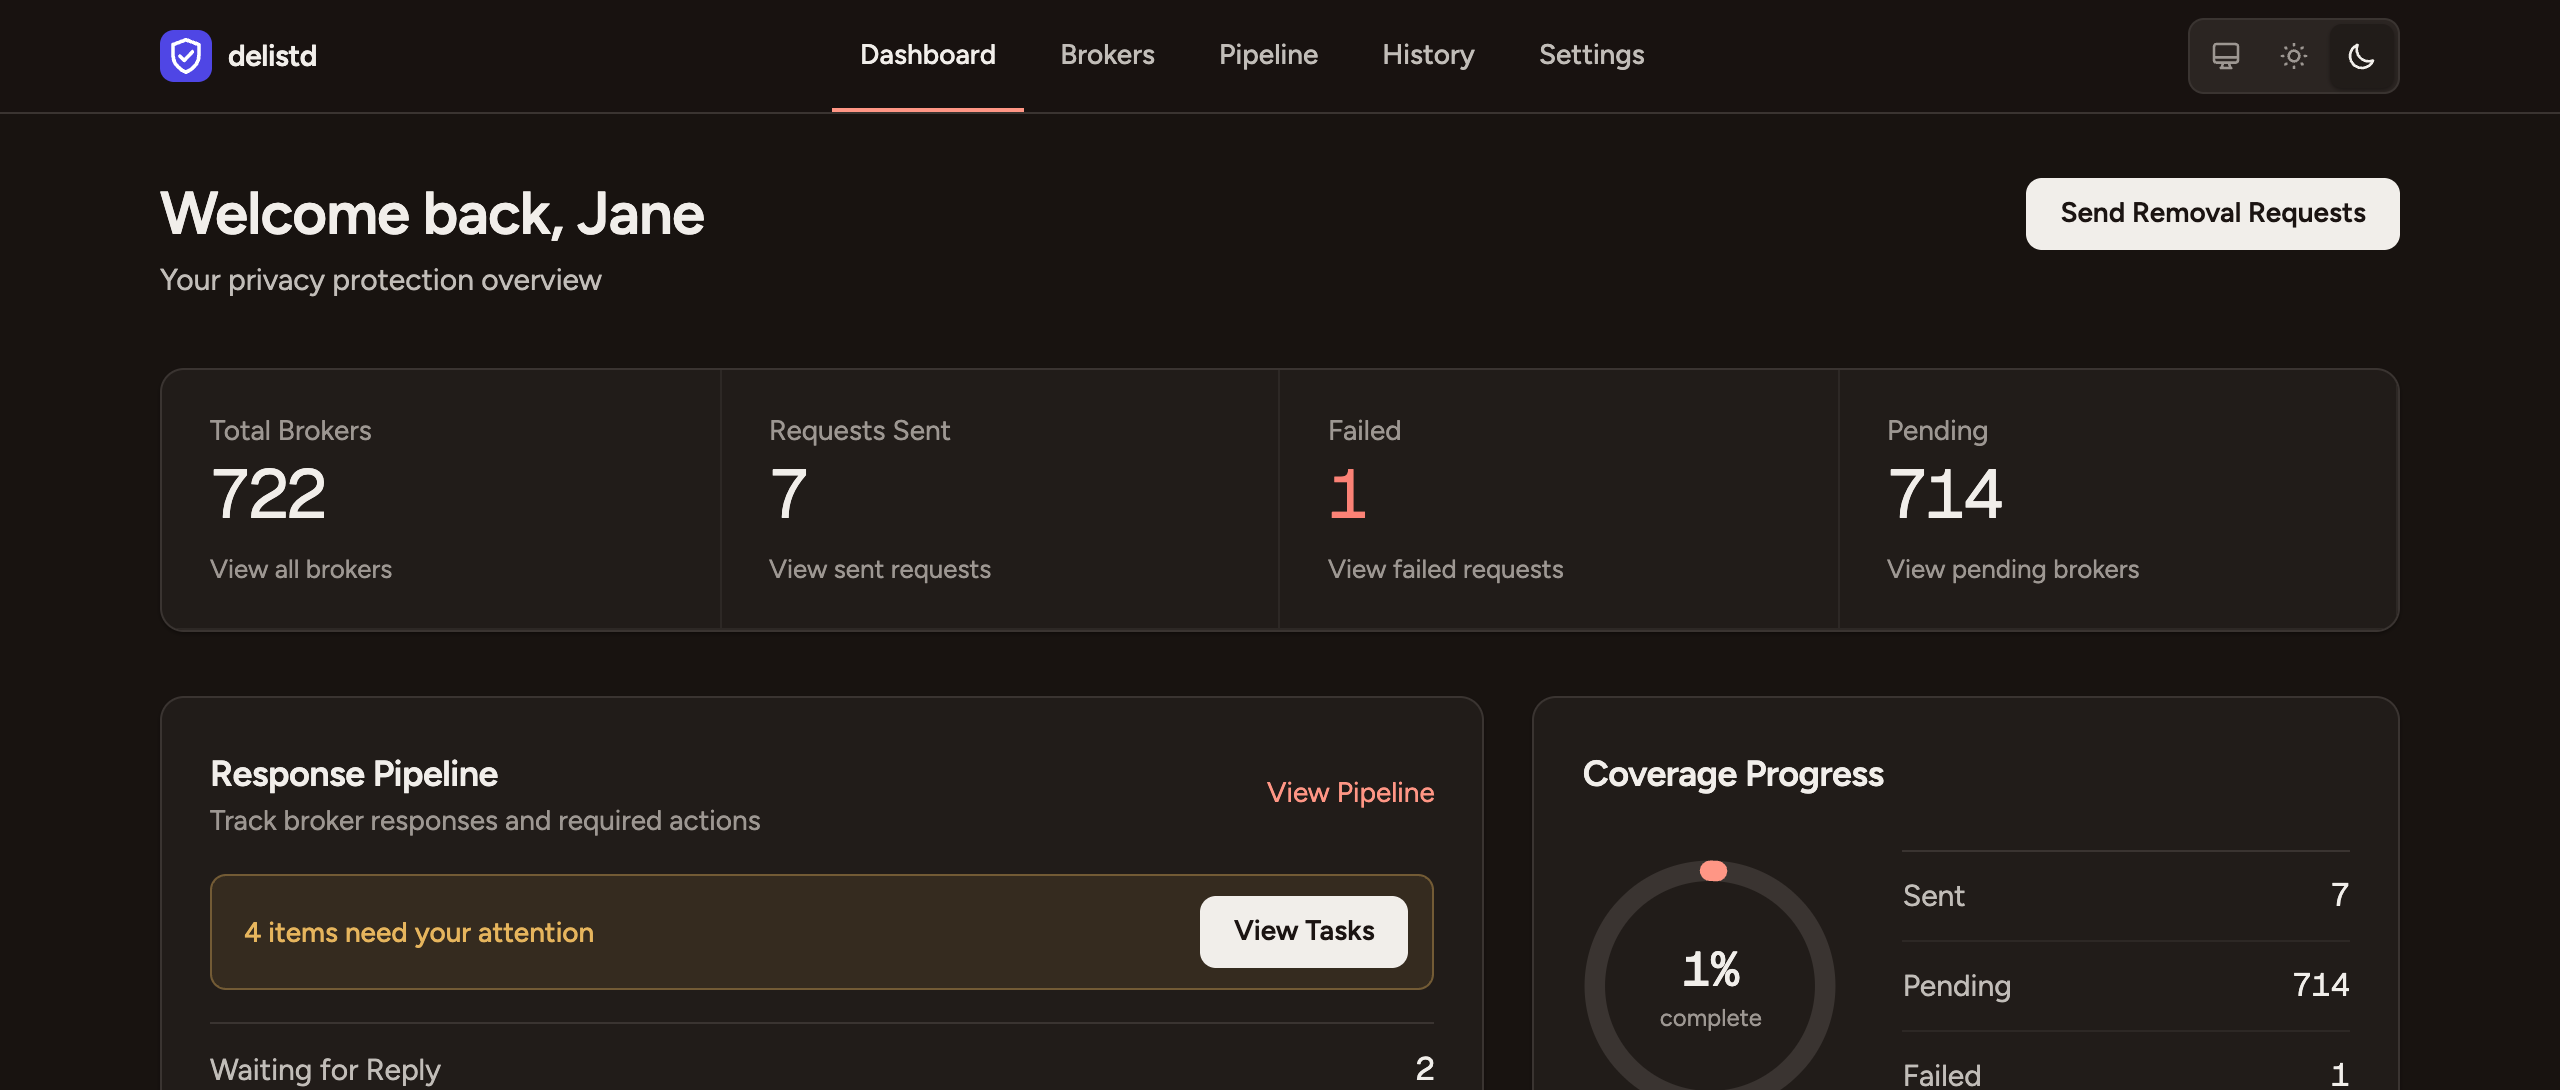 delistd
Dashboard
Brokers
Pipeline
History
Settings
Welcome back, Jane
Your privacy protection overview
Send Removal Requests
Total Brokers
722
View all brokers
Requests Sent
7
View sent requests
Failed
1
View failed requests
Pending
714
View pending brokers
Response Pipeline
Track broker responses and required actions
View Pipeline
4 items need your attention
View Tasks
Waiting for Reply
2
Coverage Progress
1%
complete
Sent
7
Pending
714
Failed
1